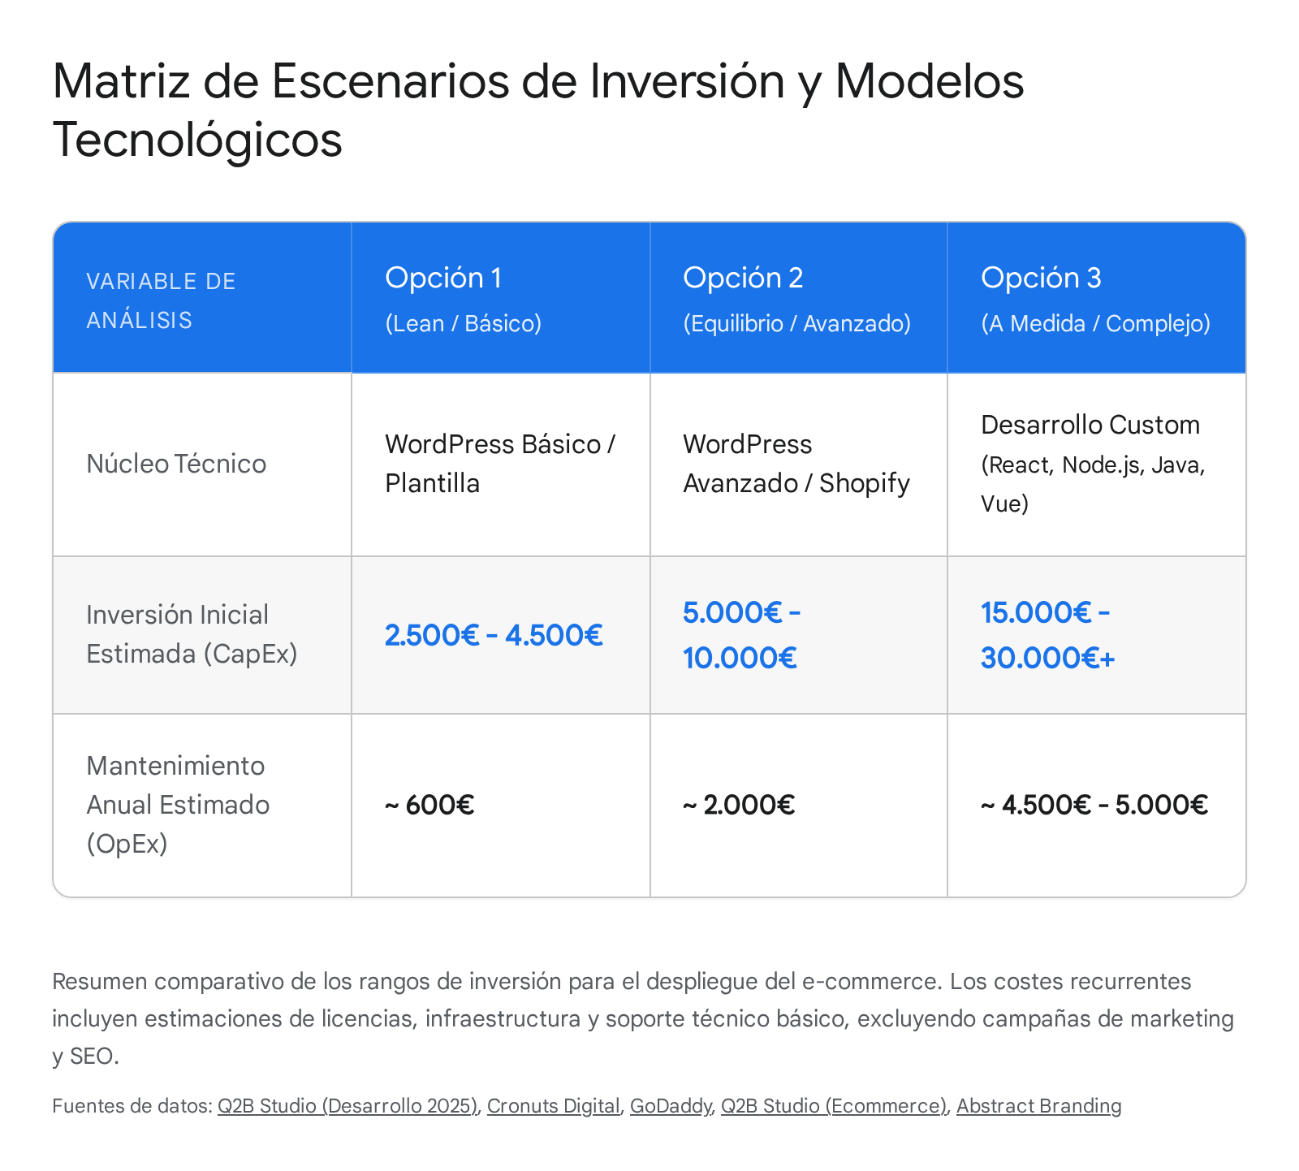 Matriz de Escenarios de Inversión y Modelos
Tecnológicos
VARIABLE DE
ANÁLISIS
Opción 1
(Lean / Básico)
Opción 2
(Equilibrio / Avanzado)
Opción 3
(A Medida / Complejo)
Núcleo Técnico
WordPress Básico /
Plantilla
WordPress
Avanzado / Shopify
Desarrollo Custom
(React, Node.js, Java,
Vue)
Inversión Inicial
Estimada (CapEx)
2.500€ - 4.500€
5.000€ -
10.000€
15.000€ -
30.000€+
Mantenimiento
Anual Estimado
(OpEx)
~ 600€
~ 2.000€
~ 4.500€ - 5.000€
Resumen comparativo de los rangos de inversión para el despliegue del e-commerce. Los costes recurrentes
incluyen estimaciones de licencias, infraestructura y soporte técnico básico, excluyendo campañas de marketing
y SEO.
Fuentes de datos: Q2B Studio (Desarrollo 2025), Cronuts Digital, GoDaddy, Q2B Studio (Ecommerce), Abstract Branding